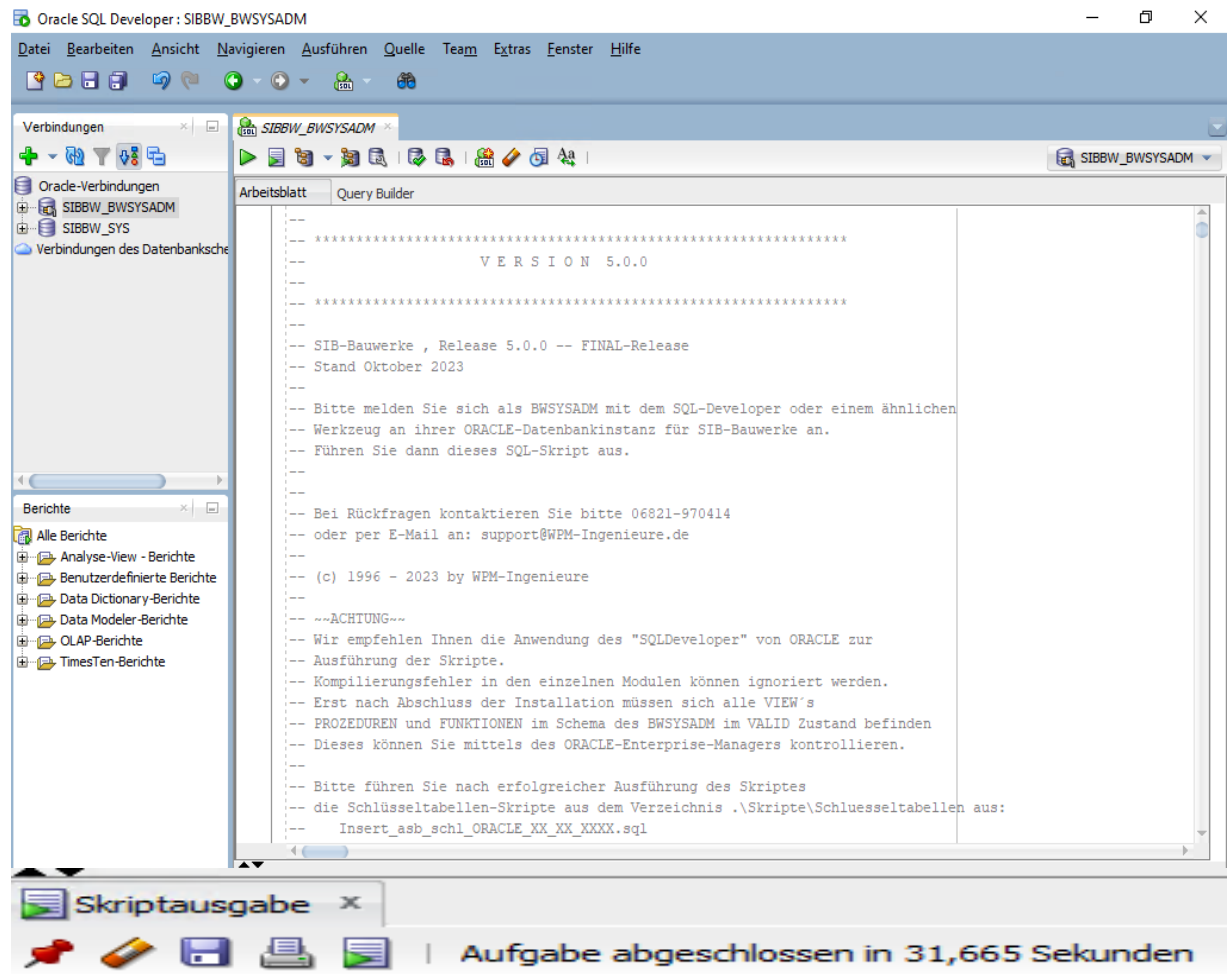 Oracle SQL Developer : SIBBW_BWSYSADM
Datei Bearbeiten Ansicht Navigieren Ausführen Quelle Team Extras Fenster Hilfe
Verbindungen
SIBBW_BWSYSADM
SIBBW_BWSYSADM
Oracle-Verbindungen
SIBBW_BWSYSADM
SIBBW_SYS
Verbindungen des Datenbanksche
Arbeitsblatt Query Builder
--
-- ****************************************************************
-- V E R S I O N 5.0.0
--
-- ****************************************************************
--
-- SIB-Bauwerke , Release 5.0.0 -- FINAL-Release
-- Stand Oktober 2023
--
-- Bitte melden Sie sich als BWSYSADM mit dem SQL-Developer oder einem ähnlichen
-- Werkzeug an ihrer ORACLE-Datenbankinstanz für SIB-Bauwerke an.
-- Führen Sie dann dieses SQL-Skript aus.
--
--
-- Bei Rückfragen kontaktieren Sie bitte 06821-970414
-- oder per E-Mail an: support@WPM-Ingenieure.de
--
-- (c) 1996 - 2023 by WPM-Ingenieure
--
-- ~~ACHTUNG~~
-- Wir empfehlen Ihnen die Anwendung des "SQLDeveloper" von ORACLE zur
-- Ausführung der Skripte.
-- Kompilierungsfehler in den einzelnen Modulen können ignoriert werden.
-- Erst nach Abschluss der Installation müssen sich alle VIEW´s
-- PROZEDUREN und FUNKTIONEN im Schema des BWSYSADM im VALID Zustand befinden
-- Dieses können Sie mittels des ORACLE-Enterprise-Managers kontrollieren.
--
-- Bitte führen Sie nach erfolgreicher Ausführung des Skriptes
-- die Schlüsseltabellen-Skripte aus dem Verzeichnis .\Skripte\Schluesseltabellen aus:
-- Insert_asb_schl_ORACLE_XX_XX_XXXX.sql
Berichte
Alle Berichte
Analyse-View - Berichte
Benutzerdefinierte Berichte
Data Dictionary-Berichte
Data Modeler-Berichte
OLAP-Berichte
TimesTen-Berichte
Skriptausgabe
Aufgabe abgeschlossen in 31,665 Sekunden